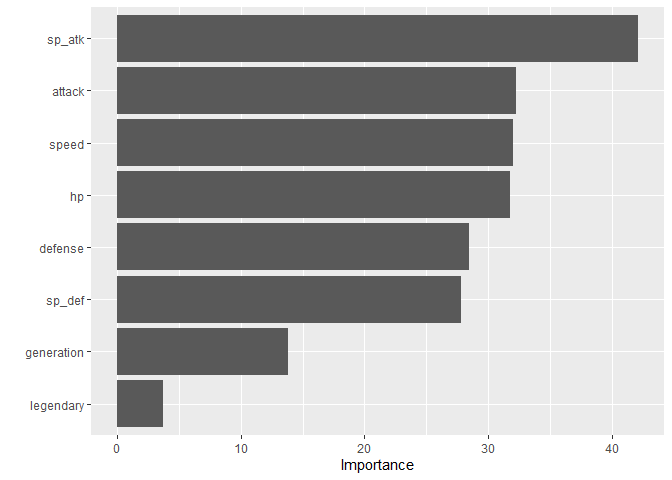 sp_atk
attack
speed
hp
defense
sp_def
generation
legendary
0 10 20 30 40
Importance